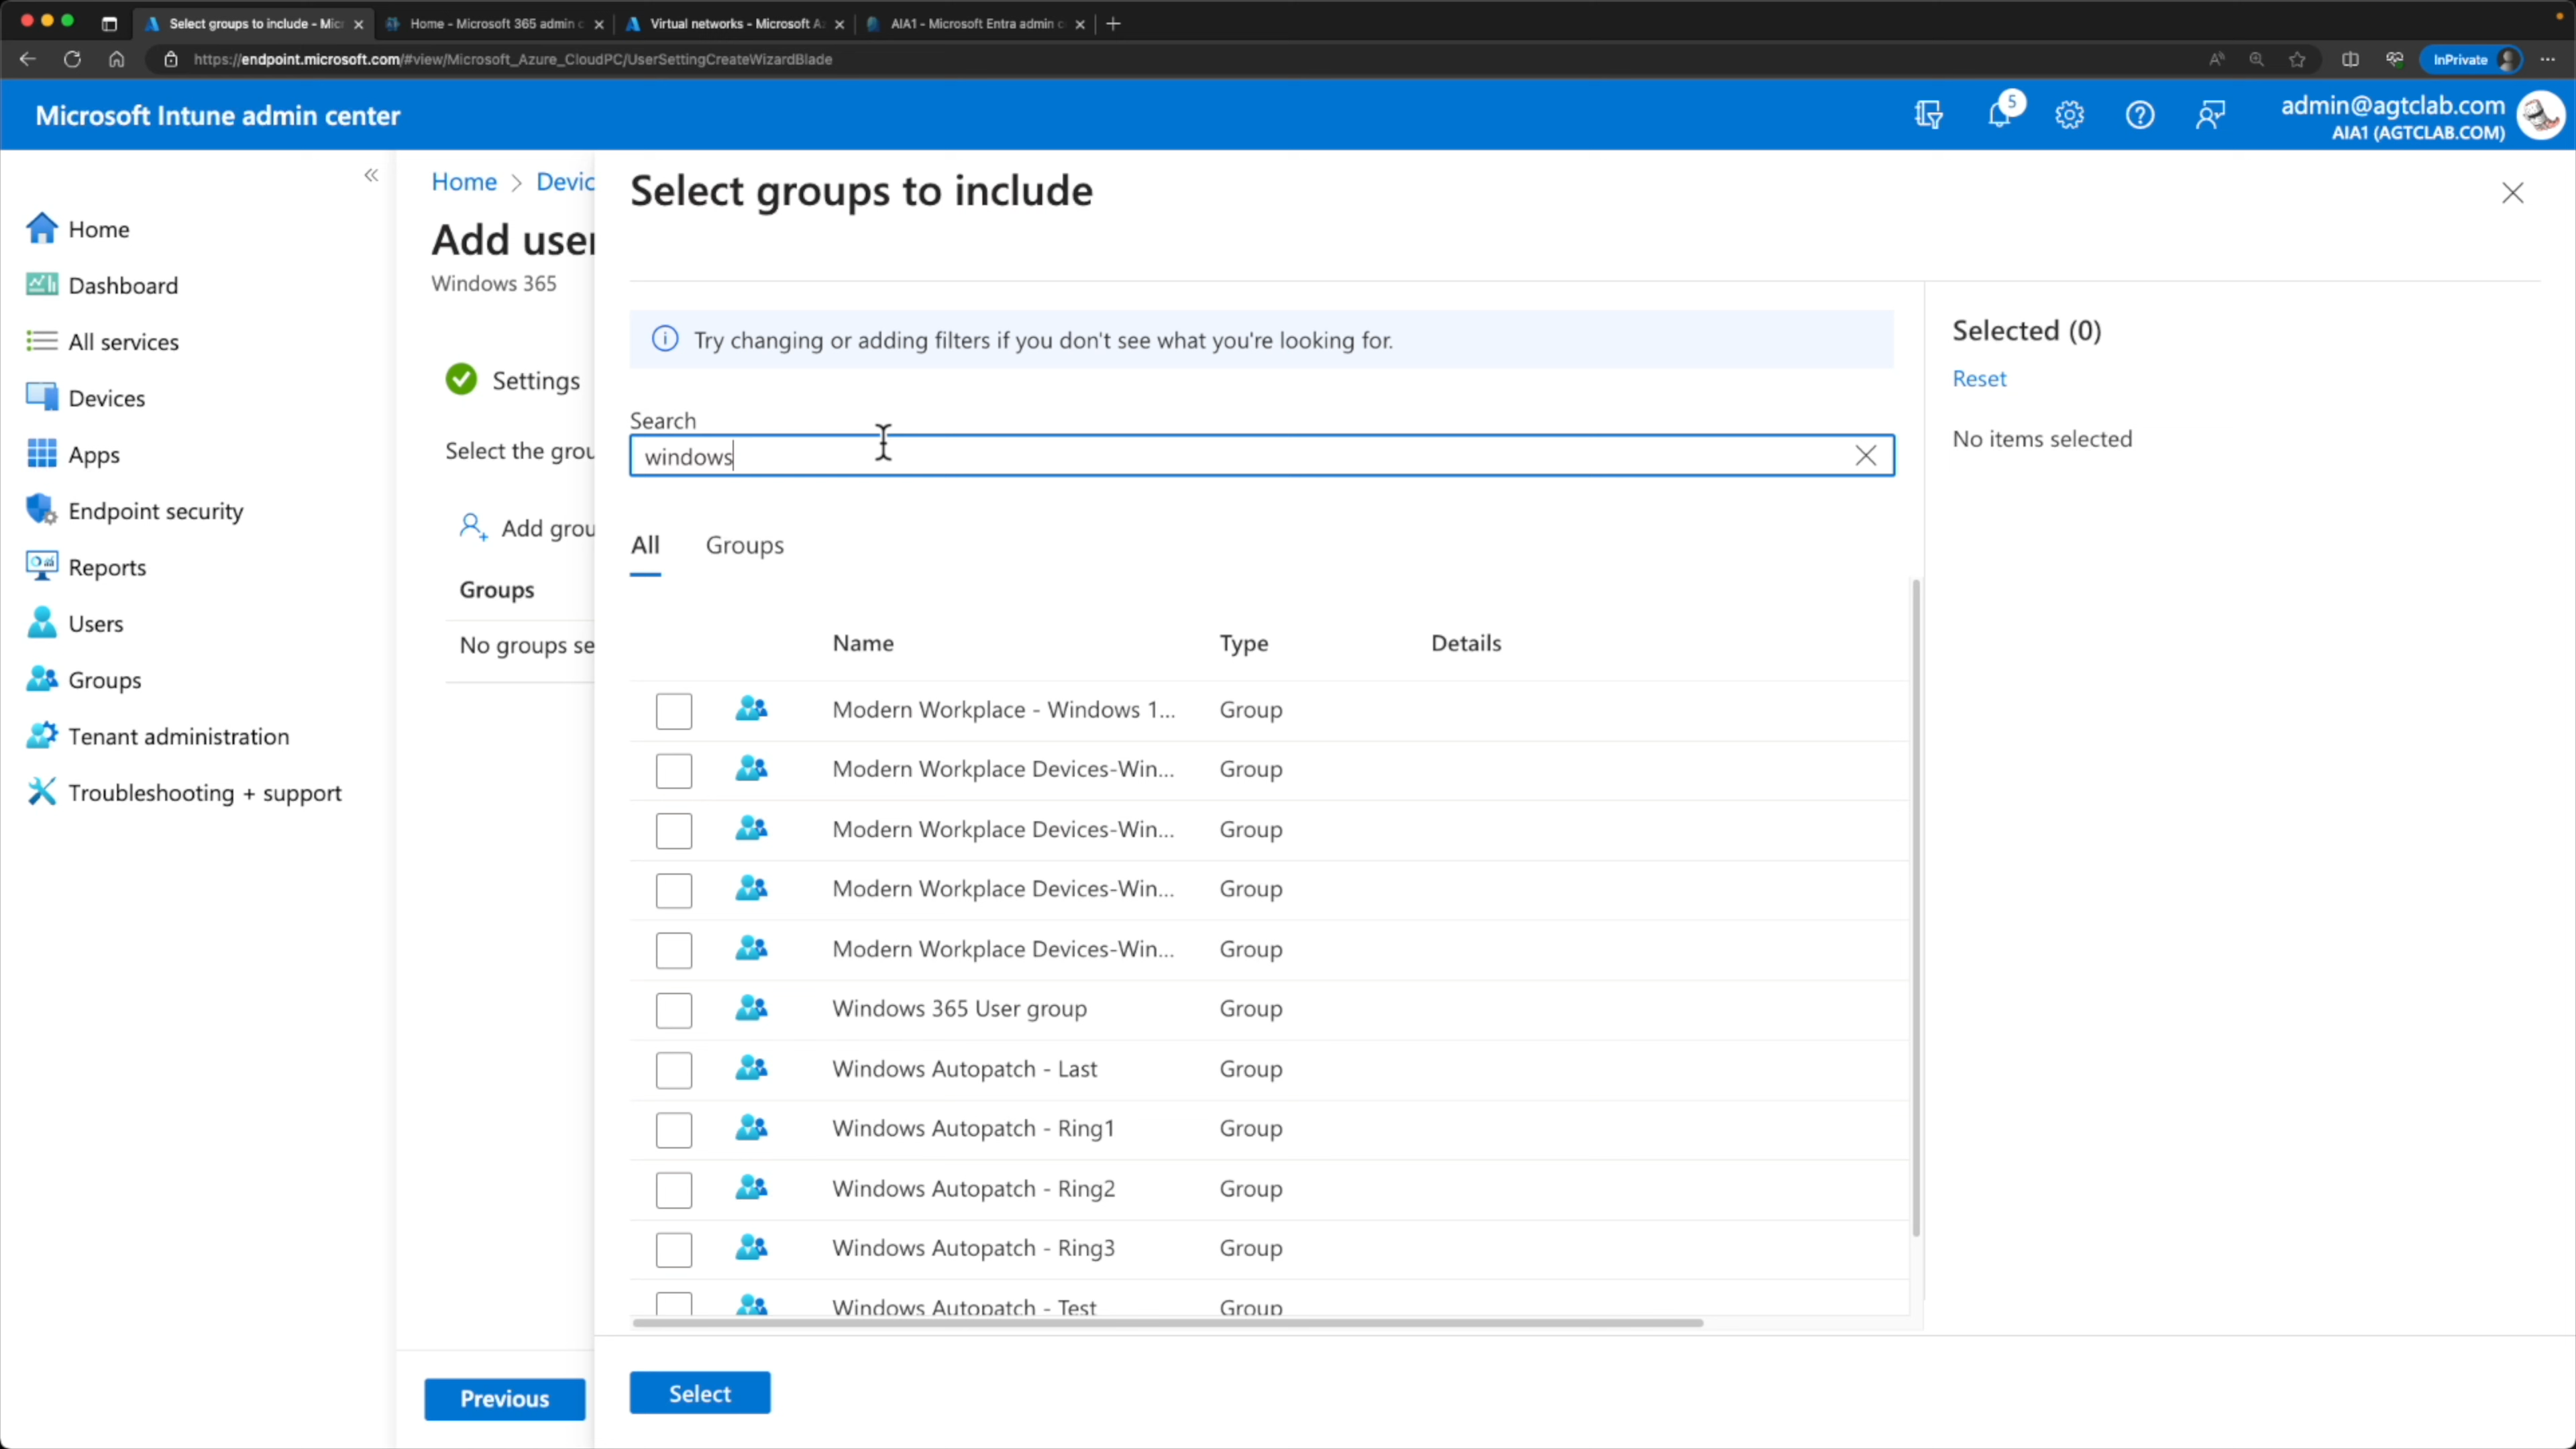 Select groups to include - Micr
Home - Microsoft 365 admin c
Virtual networks - Microsoft A
AIA1 - Microsoft Entra admin c
https://endpoint.microsoft.com/#view/Microsoft_Azure_CloudPC/UserSettingCreateWizardBlade
InPrivate
Microsoft Intune admin center
5
admin@agtclab.com
AIA1 (AGTCLAB.COM)
Home
Dashboard
All services
Devices
Apps
Endpoint security
Reports
Users
Groups
Tenant administration
Troubleshooting + support
Home > Devic
Add user
Windows 365
Settings
Select the grou
Add grou
Groups
No groups se
Previous
Select groups to include
Try changing or adding filters if you don't see what you're looking for.
Search
windows
All Groups
Name Type Details
Modern Workplace - Windows 1... Group
Modern Workplace Devices-Win... Group
Modern Workplace Devices-Win... Group
Modern Workplace Devices-Win... Group
Modern Workplace Devices-Win... Group
Windows 365 User group Group
Windows Autopatch - Last Group
Windows Autopatch - Ring1 Group
Windows Autopatch - Ring2 Group
Windows Autopatch - Ring3 Group
Windows Autopatch - Test Group
Select
Selected (0)
Reset
No items selected